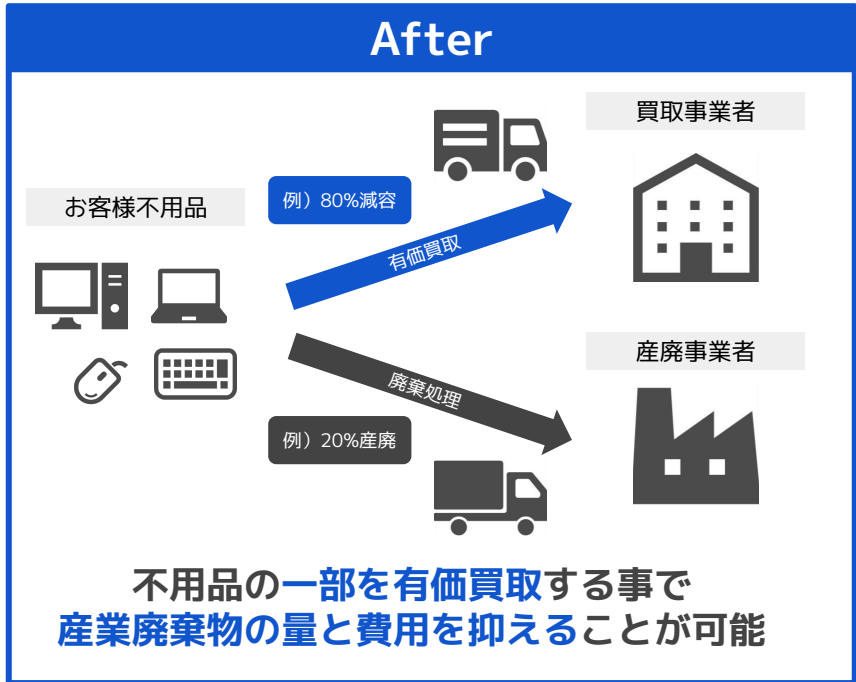 After
買取事業者
お客様不用品
例）80%減容
有価買取
産廃事業者
廃棄処理
例）20%産廃
不用品の一部を有価買取する事で
産業廃棄物の量と費用を抑えることが可能